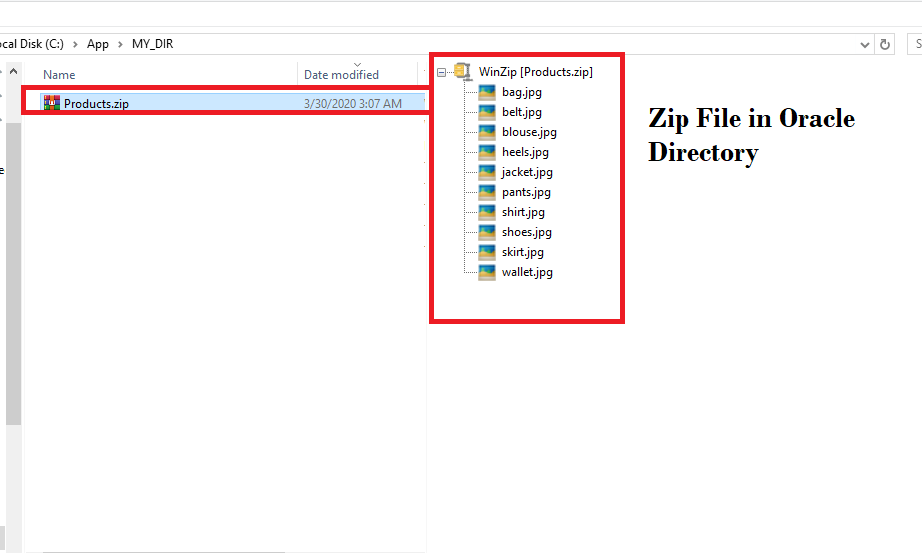 ocal Disk (C:) > App > MY_DIR
S
Name
Date modified
Products.zip
3/30/2020 3:07 AM
e
WinZip [Products.zip]
bag.jpg
belt.jpg
blouse.jpg
heels.jpg
jacket.jpg
pants.jpg
shirt.jpg
shoes.jpg
skirt.jpg
wallet.jpg
Zip File in Oracle
Directory